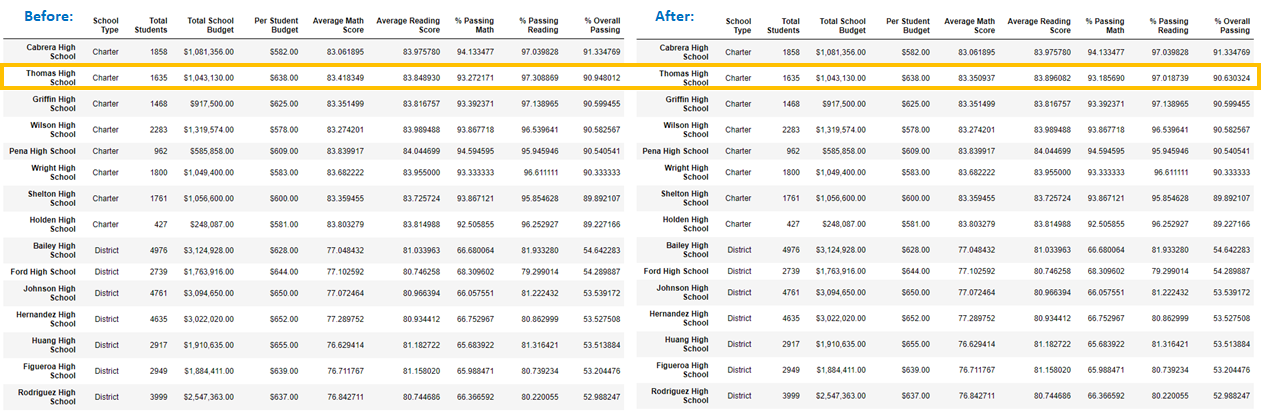 Before:
School Type Total Students Total School Budget Per Student Budget Average Math Score Average Reading Score % Passing Math % Passing Reading % Overall Passing
Cabrera High School Charter 1858 $1,081,356.00 $582.00 83.061895 83.975780 94.133477 97.039828 91.334769
Thomas High School Charter 1635 $1,043,130.00 $638.00 83.418349 83.848930 93.272171 97.308869 90.948012
Griffin High School Charter 1468 $917,500.00 $625.00 83.351499 83.816757 93.392371 97.138965 90.599455
Wilson High School Charter 2283 $1,319,574.00 $578.00 83.274201 83.989488 93.867718 96.539641 90.582567
Pena High School Charter 962 $585,858.00 $609.00 83.839917 84.044699 94.594595 95.945946 90.540541
Wright High School Charter 1800 $1,049,400.00 $583.00 83.682222 83.955000 93.333333 96.611111 90.333333
Shelton High School Charter 1761 $1,056,600.00 $600.00 83.359455 83.725724 93.867121 95.854628 89.892107
Holden High School Charter 427 $248,087.00 $581.00 83.803279 83.814988 92.505855 96.252927 89.227166
Bailey High School District 4976 $3,124,928.00 $628.00 77.048432 81.033963 66.680064 81.933280 54.642283
Ford High School District 2739 $1,763,916.00 $644.00 77.102592 80.746258 68.309602 79.299014 54.289887
Johnson High School District 4761 $3,094,650.00 $650.00 77.072464 80.966394 66.057551 81.222432 53.539172
Hernandez High School District 4635 $3,022,020.00 $652.00 77.289752 80.934412 66.752967 80.862999 53.527508
Huang High School District 2917 $1,910,635.00 $655.00 76.629414 81.182722 65.683922 81.316421 53.513884
Figueroa High School District 2949 $1,884,411.00 $639.00 76.711767 81.158020 65.988471 80.739234 53.204476
Rodriguez High School District 3999 $2,547,363.00 $637.00 76.842711 80.744686 66.366592 80.220055 52.988247
After:
School Type Total Students Total School Budget Per Student Budget Average Math Score Average Reading Score % Passing Math % Passing Reading % Overall Passing
Cabrera High School Charter 1858 $1,081,356.00 $582.00 83.061895 83.975780 94.133477 97.039828 91.334769
Thomas High School Charter 1635 $1,043,130.00 $638.00 83.350937 83.896082 93.185690 97.018739 90.630324
Griffin High School Charter 1468 $917,500.00 $625.00 83.351499 83.816757 93.392371 97.138965 90.599455
Wilson High School Charter 2283 $1,319,574.00 $578.00 83.274201 83.989488 93.867718 96.539641 90.582567
Pena High School Charter 962 $585,858.00 $609.00 83.839917 84.044699 94.594595 95.945946 90.540541
Wright High School Charter 1800 $1,049,400.00 $583.00 83.682222 83.955000 93.333333 96.611111 90.333333
Shelton High School Charter 1761 $1,056,600.00 $600.00 83.359455 83.725724 93.867121 95.854628 89.892107
Holden High School Charter 427 $248,087.00 $581.00 83.803279 83.814988 92.505855 96.252927 89.227166
Bailey High School District 4976 $3,124,928.00 $628.00 77.048432 81.033963 66.680064 81.933280 54.642283
Ford High School District 2739 $1,763,916.00 $644.00 77.102592 80.746258 68.309602 79.299014 54.289887
Johnson High School District 4761 $3,094,650.00 $650.00 77.072464 80.966394 66.057551 81.222432 53.539172
Hernandez High School District 4635 $3,022,020.00 $652.00 77.289752 80.934412 66.752967 80.862999 53.527508
Huang High School District 2917 $1,910,635.00 $655.00 76.629414 81.182722 65.683922 81.316421 53.513884
Figueroa High School District 2949 $1,884,411.00 $639.00 76.711767 81.158020 65.988471 80.739234 53.204476
Rodriguez High School District 3999 $2,547,363.00 $637.00 76.842711 80.744686 66.366592 80.220055 52.988247